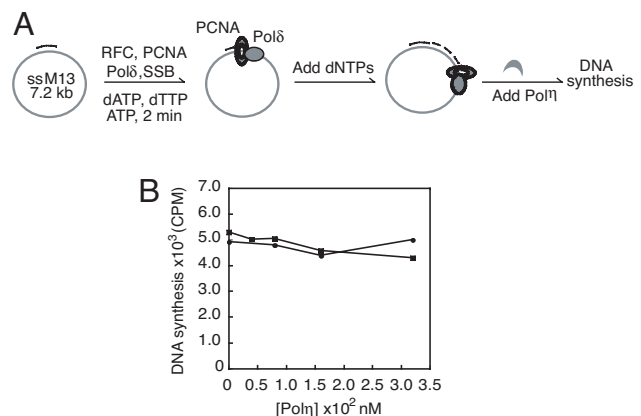 A
ssM13
7.2 kb
RFC, PCNA
Polδ,SSB
dATP, dTTP
ATP, 2 min
PCNA
Polδ
Add dNTPs
Add Polη
DNA
synthesis
B
DNA synthesis x10³ (CPM)
7.0
6.0
5.0
4.0
3.0
2.0
1.0
0.0
0 0.5 1.0 1.5 2.0 2.5 3.0 3.5
[Polη] x10² nM